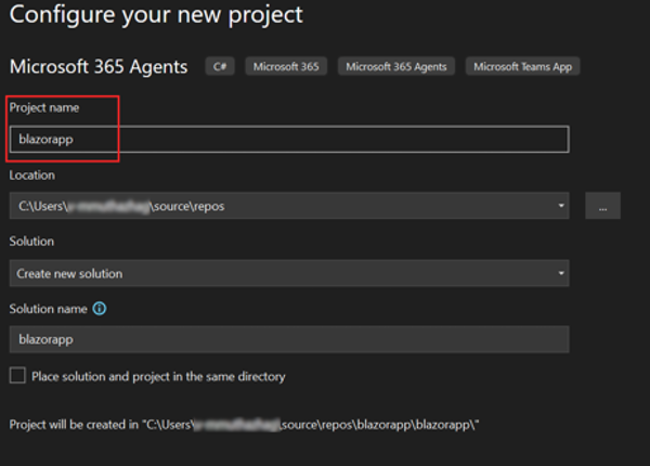 Configure your new project
Microsoft 365 Agents C# Microsoft 365 Microsoft 365 Agents Microsoft Teams App
Project name
blazorapp
Location
C:\Users\ \source\repos
...
Solution
Create new solution
Solution name
blazorapp
Place solution and project in the same directory
Project will be created in "C:\Users\ source\repos\blazorapp\blazorapp\"